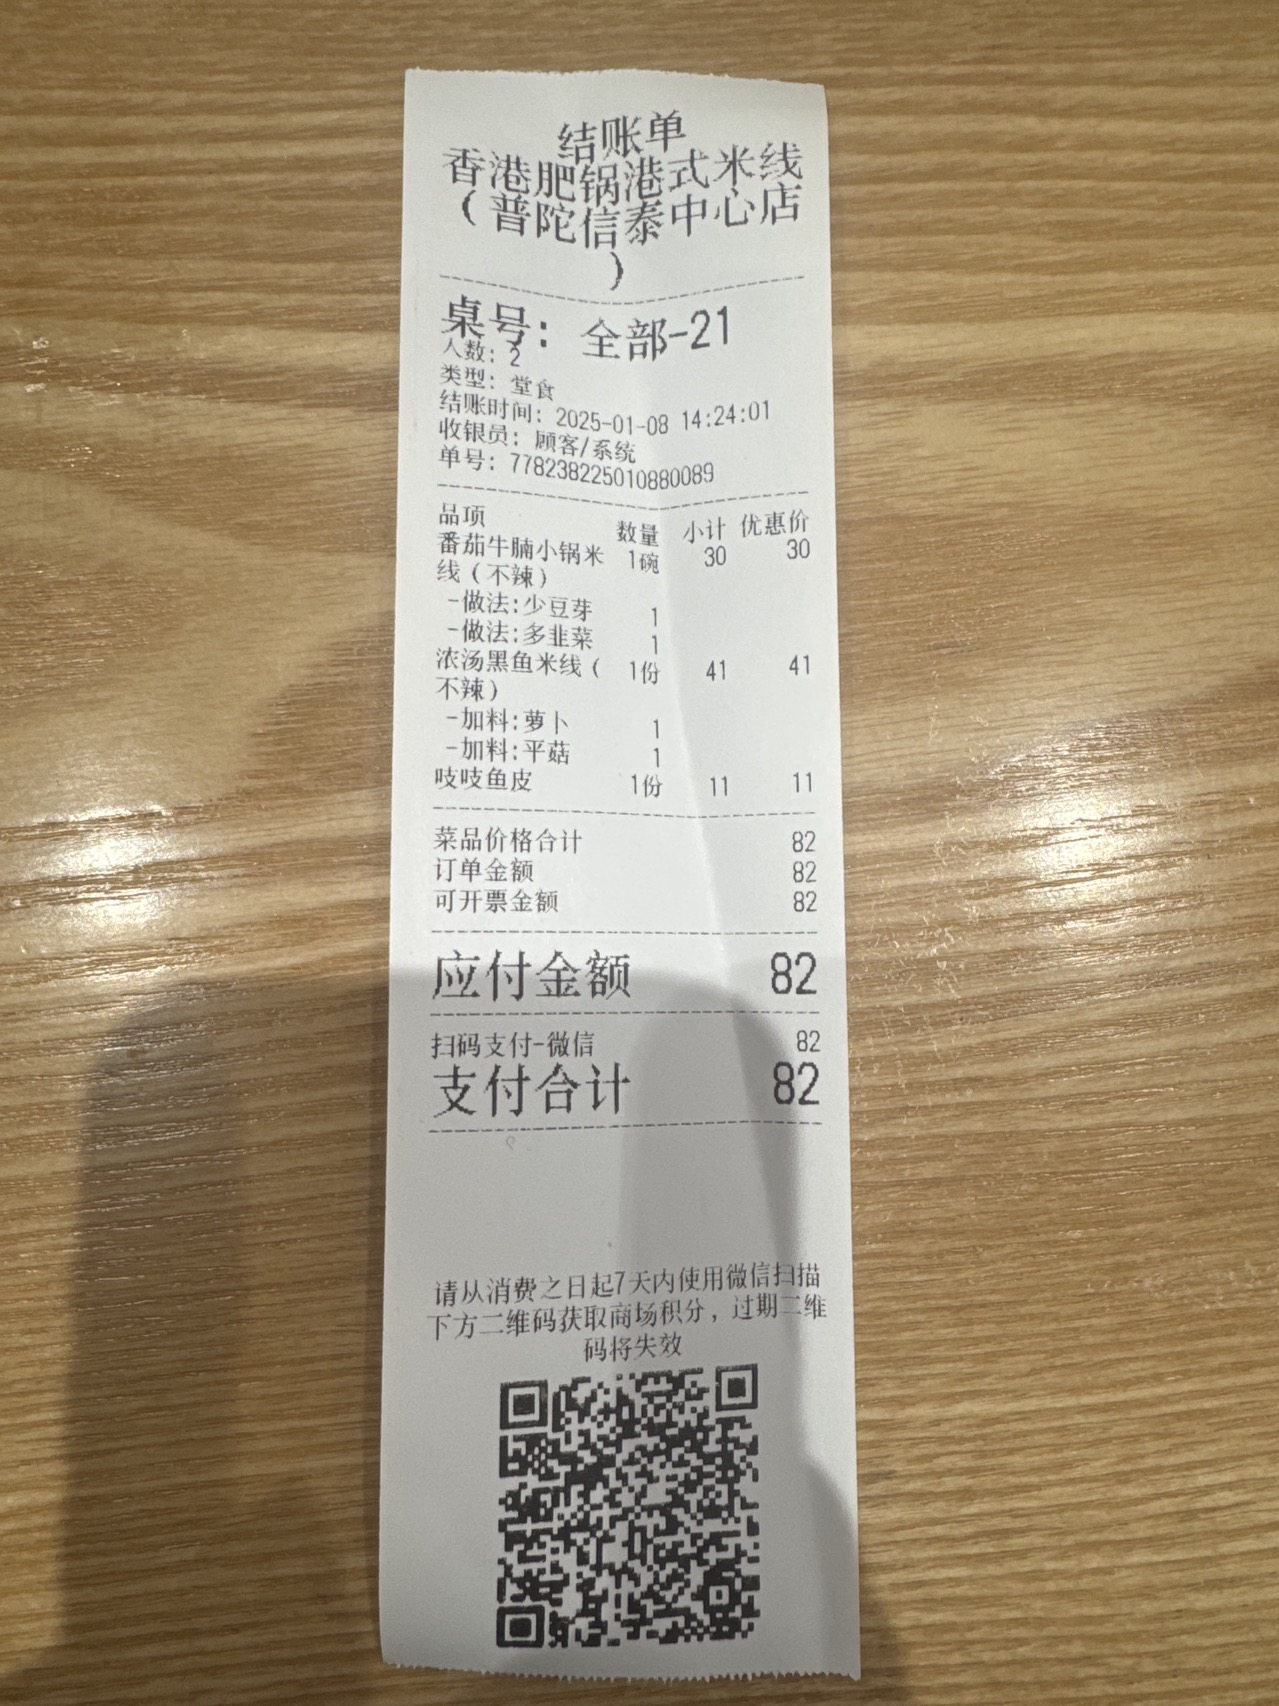 结账单
香港肥锅港式米线
(普陀信泰中心店
)
桌号: 全部-21
人数: 2
类型: 堂食
结账时间: 2025-01-08 14:24:01
收银员: 顾客/系统
单号: 778238225010880089
品项 数量 小计 优惠价
番茄牛腩小锅米 1碗 30 30
线(不辣)
-做法:少豆芽 1
-做法:多韭菜 1
浓汤黑鱼米线( 1份 41 41
不辣)
-加料:萝卜 1
-加料:平菇 1
吱吱鱼皮 1份 11 11
菜品价格合计 82
订单金额 82
可开票金额 82
应付金额 82
扫码支付-微信 82
支付合计 82
请从消费之日起7天内使用微信扫描
下方二维码获取商场积分,过期二维
码将失效